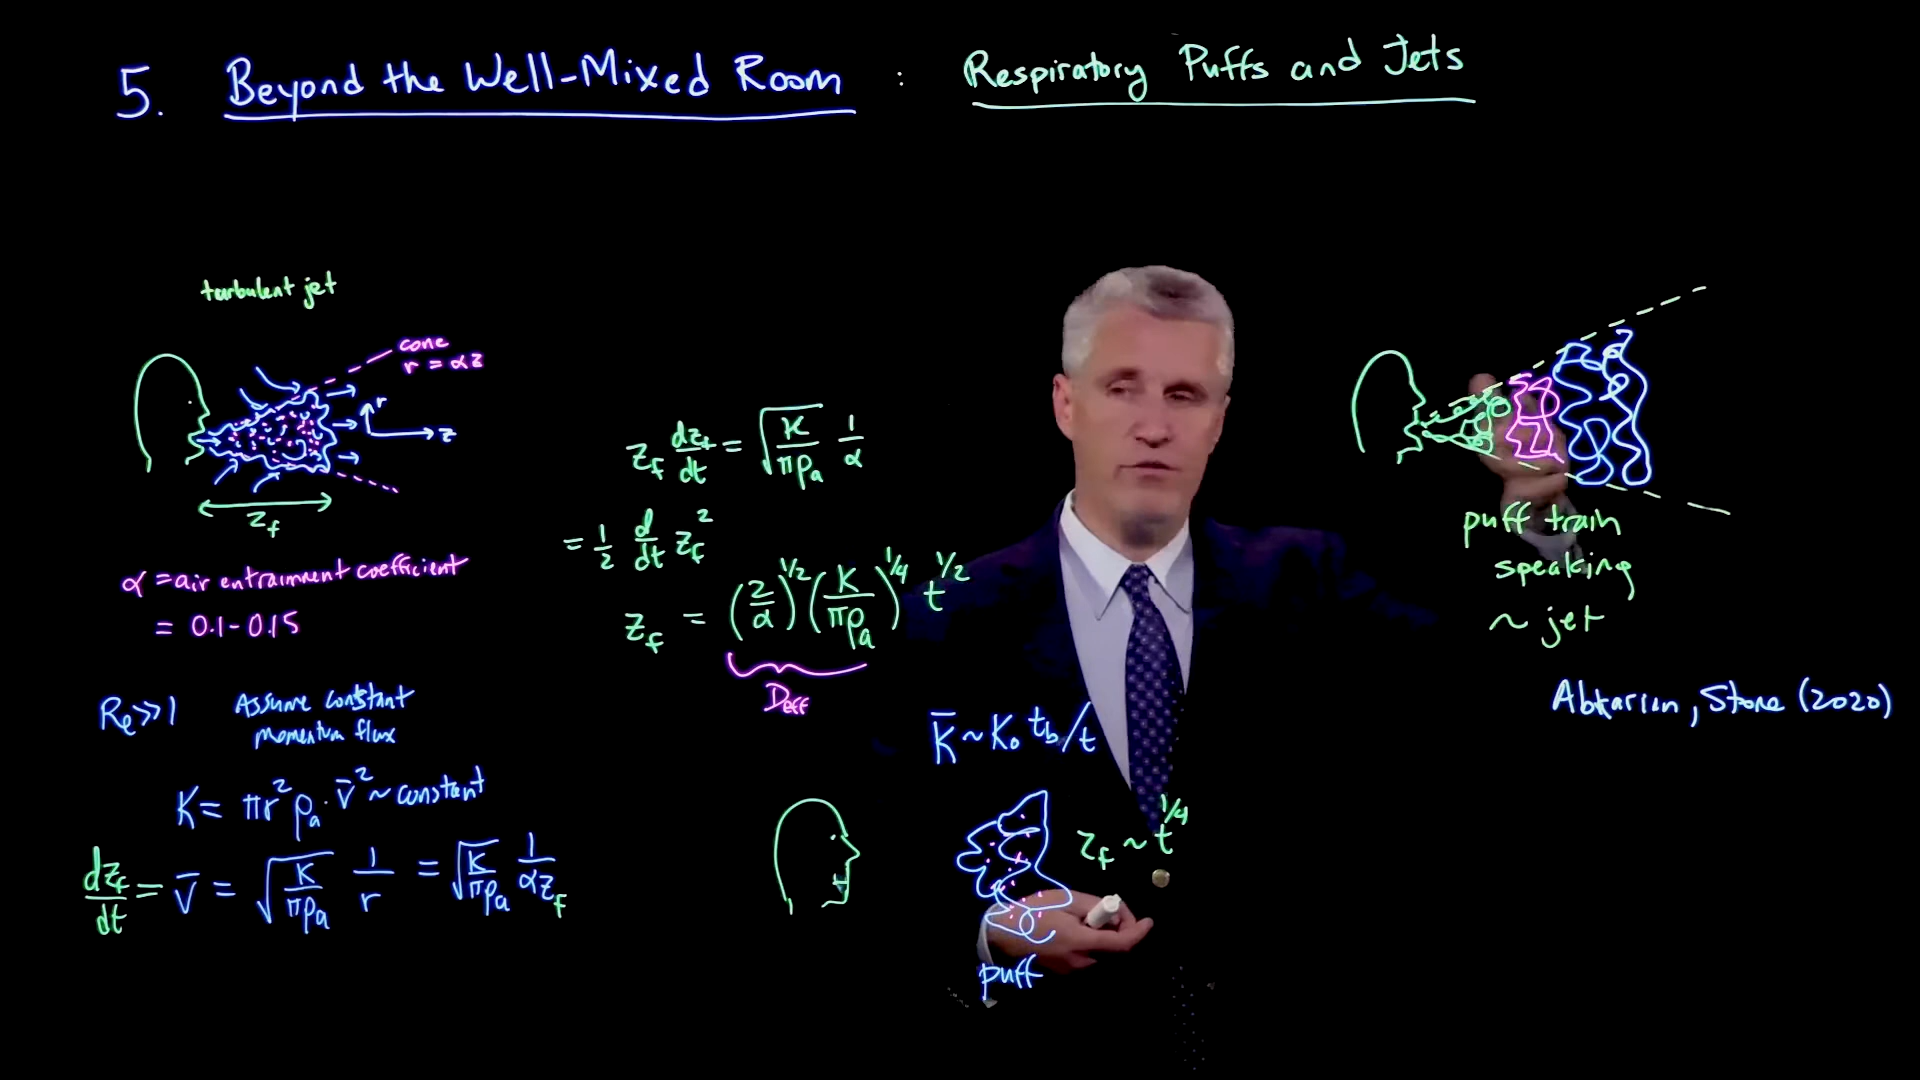 5. Beyond the Well-Mixed Room : Respiratory Puffs and Jets
turbulent jet
cone
r = αz
r
z
z_f
α = air entrainment coefficient
= 0.1-0.15
Re >> 1
Assume constant
momentum flux
K = πr² ρ_a · v̄² ~ constant
dz_f/dt = v̄ = √(K/πρ_a) 1/r = √(K/πρ_a) 1/αz_f
z_f dz_f/dt = √(K/πρ_a) 1/α
= 1/2 d/dt z_f²
z_f = (2/α)^1/2 (K/πρ_a)^1/4 t^1/2
D_eff
K̄ ~ K₀ t_b/t
z_f ~ t^1/4
puff
puff train
speaking
~ jet
Abkarian, Stone (2020)